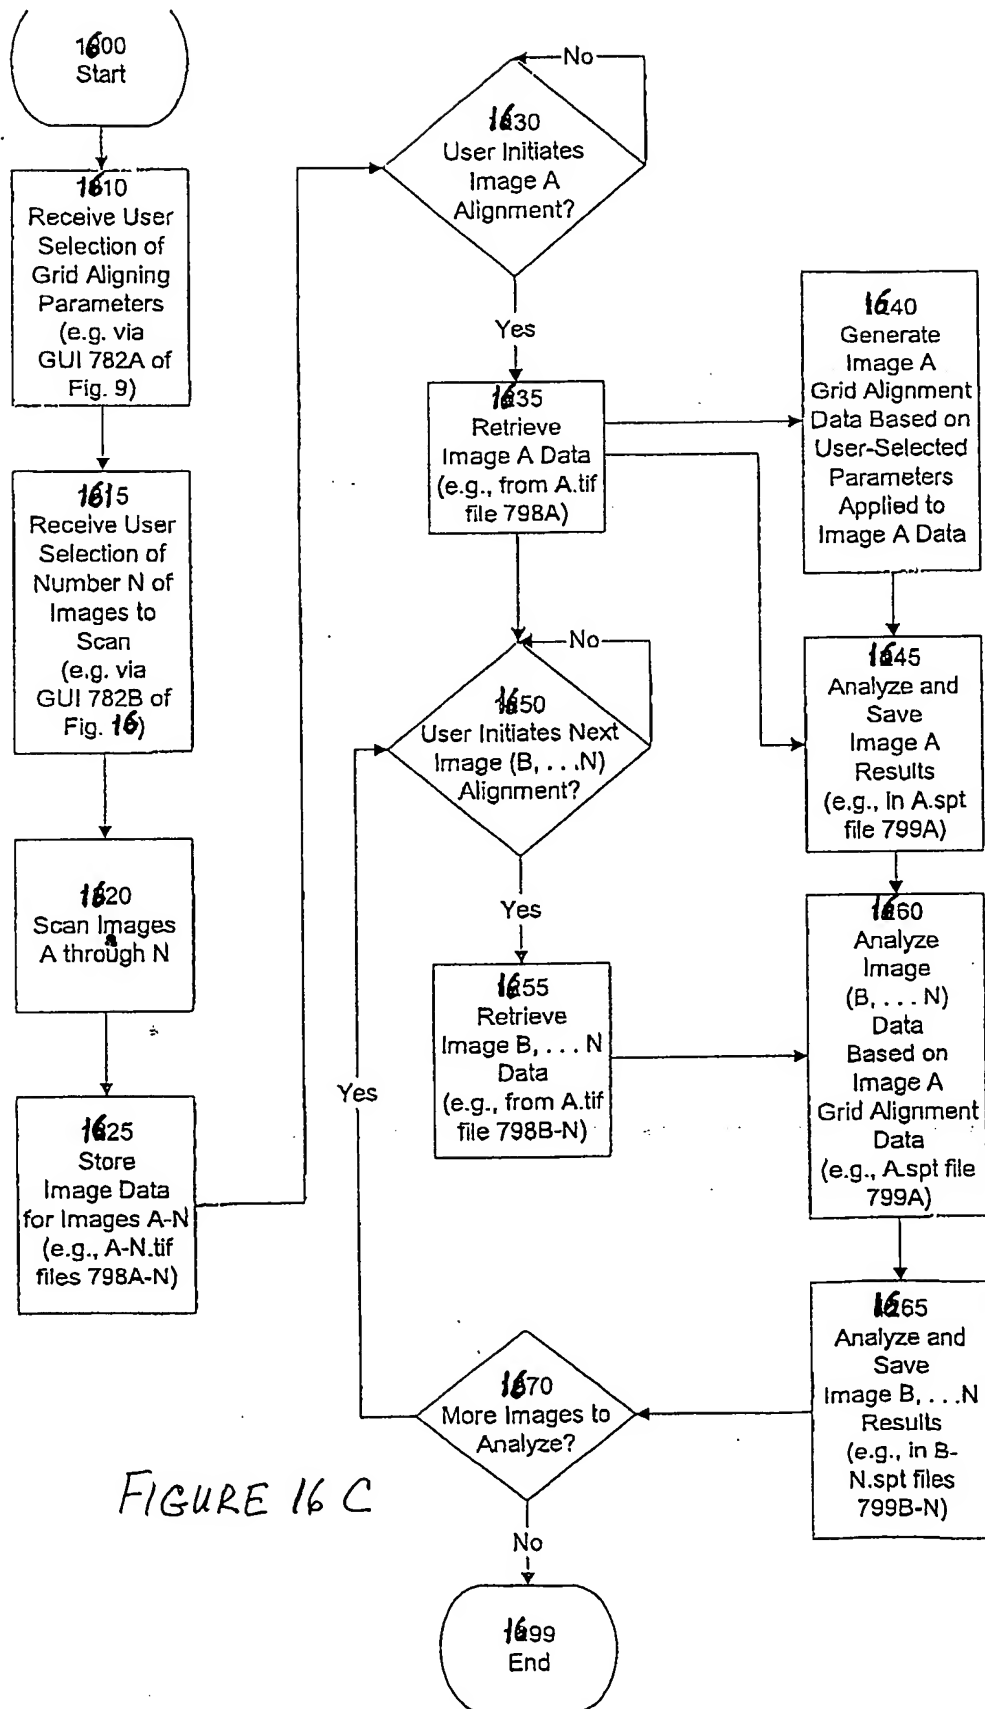 1600
Start
1610
Receive User
Selection of
Grid Aligning
Parameters
(e.g. via
GUI 782A of
Fig. 9)
1615
Receive User
Selection of
Number N of
Images to
Scan
(e.g. via
GUI 782B of
Fig. 16)
1620
Scan Images
A through N
1625
Store
Image Data
for Images A-N
(e.g., A-N.tif
files 798A-N)
No
1630
User Initiates
Image A
Alignment?
Yes
1635
Retrieve
Image A Data
(e.g., from A.tif
file 798A)
1640
Generate
Image A
Grid Alignment
Data Based on
User-Selected
Parameters
Applied to
Image A Data
1645
Analyze and
Save
Image A
Results
(e.g., in A.spt
file 799A)
No
1650
User Initiates Next
Image (B, . . .N)
Alignment?
Yes
1655
Retrieve
Image B, . . . N
Data
(e.g., from A.tif
file 798B-N)
1660
Analyze
Image
(B, . . . N)
Data
Based on
Image A
Grid Alignment
Data
(e.g., A.spt file
799A)
1665
Analyze and
Save
Image B, . . .N
Results
(e.g., in B-
N.spt files
799B-N)
Yes
1670
More Images to
Analyze?
No
1699
End
FIGURE 16 C